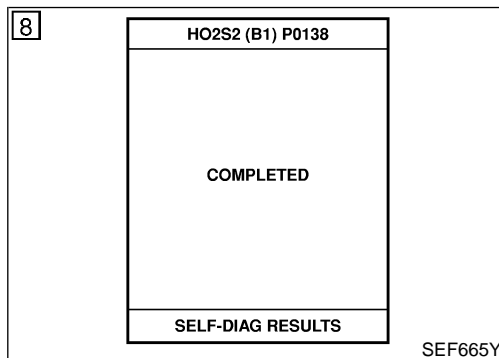 8
HO2S2 (B1) P0138
COMPLETED
SELF-DIAG RESULTS
SEF665Y